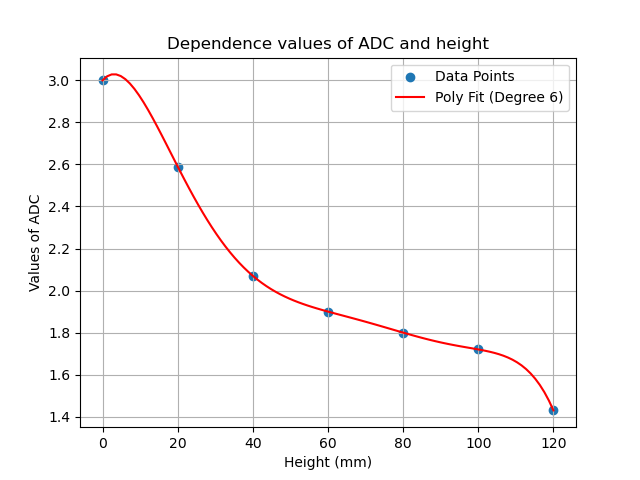 Dependence values of ADC and height
Data Points
Poly Fit (Degree 6)
Values of ADC
3.0
2.8
2.6
2.4
2.2
2.0
1.8
1.6
1.4
0 20 40 60 80 100 120
Height (mm)